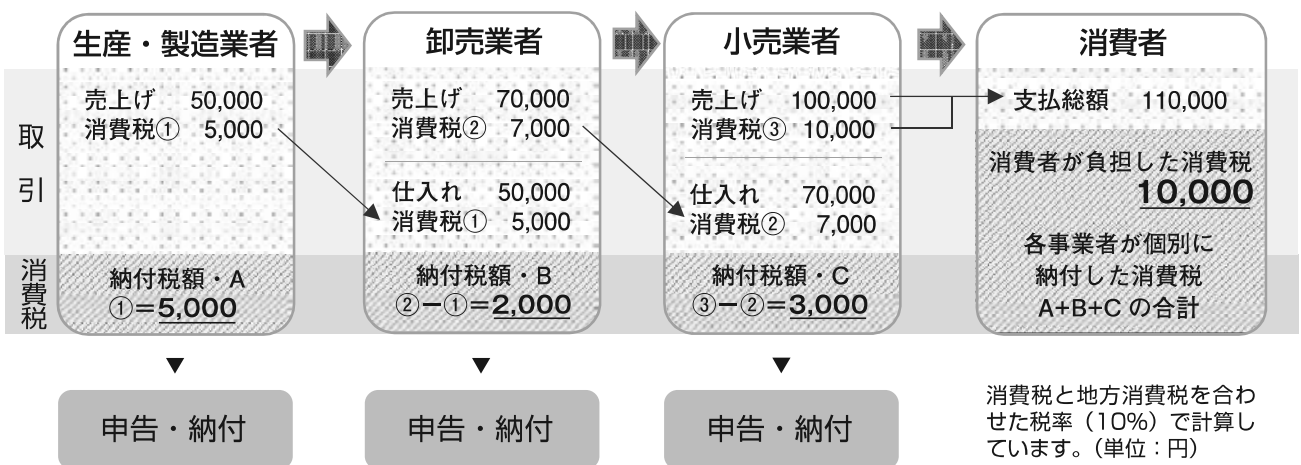 生産・製造業者
卸売業者
小売業者
消費者
取引
売上げ 50,000
消費税① 5,000
売上げ 70,000
消費税② 7,000
仕入れ 50,000
消費税① 5,000
売上げ 100,000
消費税③ 10,000
仕入れ 70,000
消費税② 7,000
支払総額 110,000
消費者が負担した消費税
10,000
各事業者が個別に
納付した消費税
A+B+C の合計
消費税
納付税額・A
①=5,000
納付税額・B
②−①=2,000
納付税額・C
③−②=3,000
申告・納付
申告・納付
申告・納付
消費税と地方消費税を合わ
せた税率（10%）で計算し
ています。（単位：円）